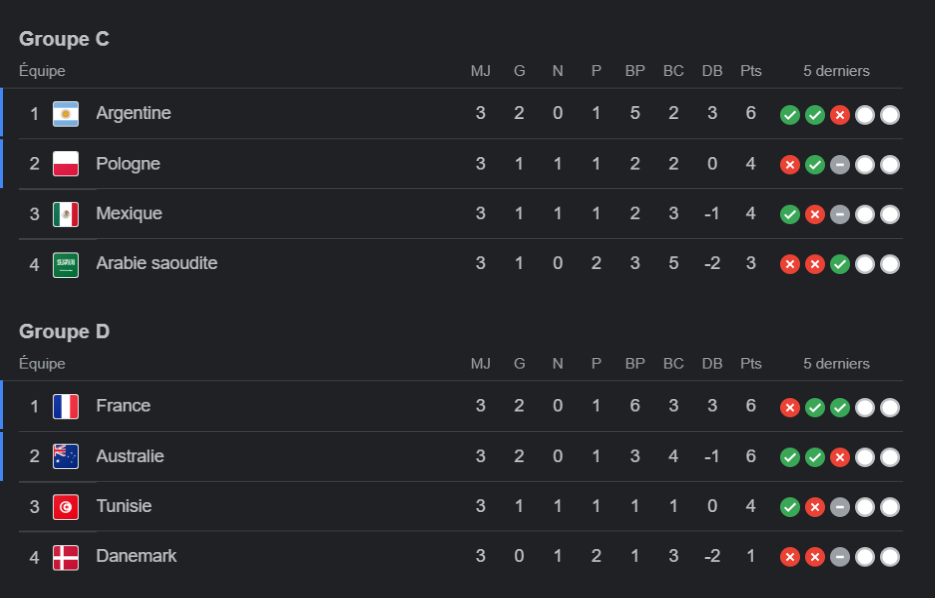 Groupe C
Équipe MJ G N P BP BC DB Pts 5 derniers
1 Argentine 3 2 0 1 5 2 3 6
2 Pologne 3 1 1 1 2 2 0 4
3 Mexique 3 1 1 1 2 3 -1 4
4 Arabie saoudite 3 1 0 2 3 5 -2 3
Groupe D
Équipe MJ G N P BP BC DB Pts 5 derniers
1 France 3 2 0 1 6 3 3 6
2 Australie 3 2 0 1 3 4 -1 6
3 Tunisie 3 1 1 1 1 1 0 4
4 Danemark 3 0 1 2 1 3 -2 1